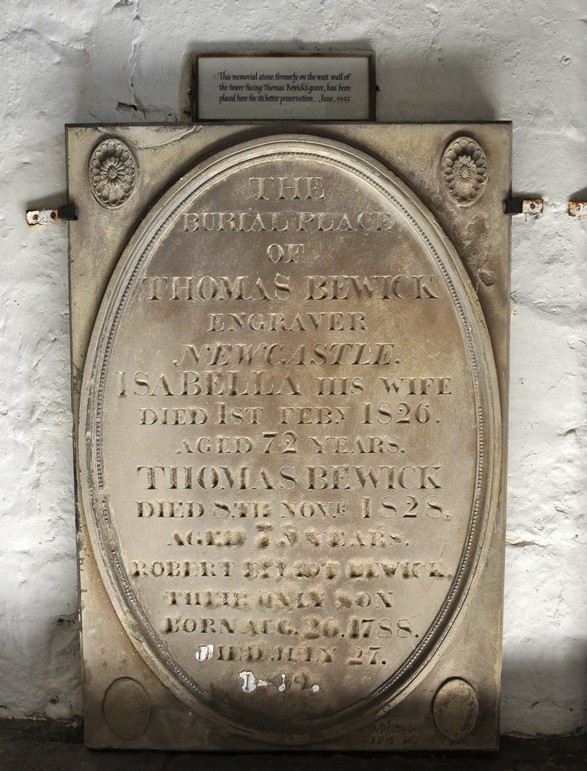 This memorial stone, formerly on the west wall of
the tower facing Thomas Bewick's grave, has been
placed here for its better preservation. June, 1955
THE
BURIAL PLACE
OF
THOMAS BEWICK
ENGRAVER
NEWCASTLE.
ISABELLA HIS WIFE
DIED 1ST FEBY 1826.
AGED 72 YEARS.
THOMAS BEWICK
DIED 8TH NOVR 1828.
AGED YEARS.
ROBERT ELLIOT BEWICK.
THEIR ONLY SON
BORN AUG. 26. 1788.
DIED JULY 27.